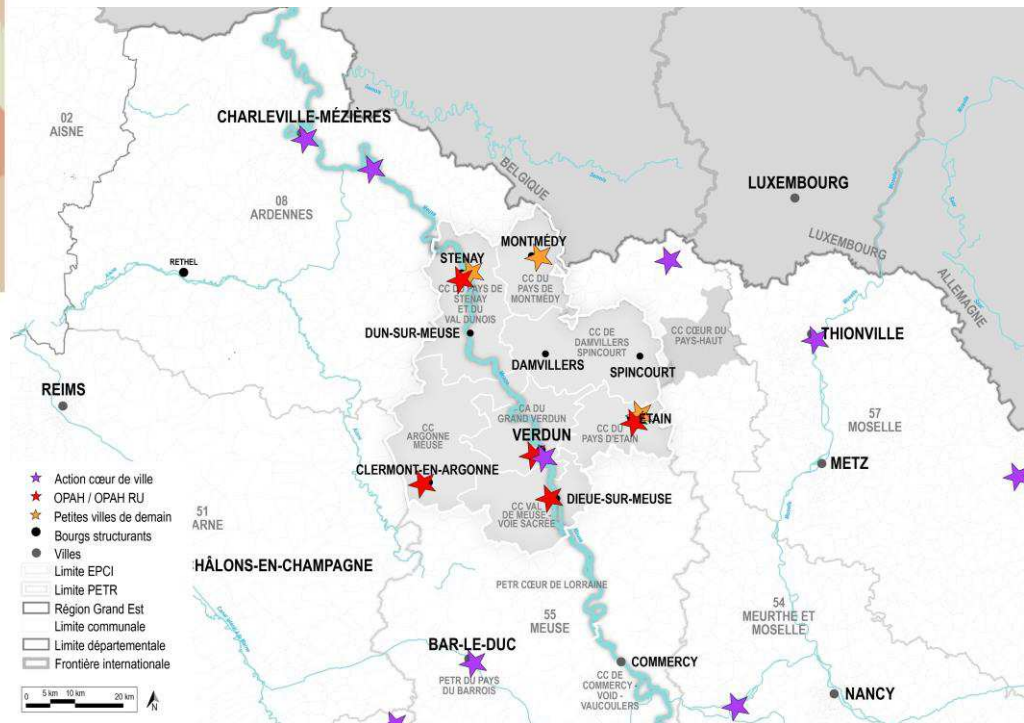 CHARLEVILLE-MÉZIÈRES
02
AISNE
08
ARDENNES
BELGIQUE
Semois
LUXEMBOURG
LUXEMBOURG
ALLEMAGNE
Moselle
RETHEL
Aisne
Meuse
MONTMÉDY
STENAY
CC DU PAYS DE
STENAY
ET DU
VAL DUNOIS
CC DU
PAYS DE
MONTMÉDY
DUN-SUR-MEUSE
CC DE
DAMVILLERS
SPINCOURT
CC CŒUR DU
PAYS-HAUT
THIONVILLE
DAMVILLERS
SPINCOURT
REIMS
CA DU
GRAND VERDUN
ETAIN
CC DU
PAYS D'ETAIN
57
MOSELLE
CC
ARGONNE
MEUSE
VERDUN
METZ
CLERMONT-EN-ARGONNE
DIEUE-SUR-MEUSE
CC VAL
DE MEUSE -
VOIE SACRÉE
51
ARNE
HÂLONS-EN-CHAMPAGNE
PETR CŒUR DE LORRAINE
55
MEUSE
54
MEURTHE ET
MOSELLE
BAR-LE-DUC
PETR DU PAYS
DU BARROIS
COMMERCY
CC DE
COMMERCY -
VOID -
VAUCOULERS
NANCY
Action cœur de ville
OPAH / OPAH RU
Petites villes de demain
Bourgs structurants
Villes
Limite EPCI
Limite PETR
Région Grand Est
Limite communale
Limite départementale
Frontière internationale
0 5 km 10 km 20 km
N